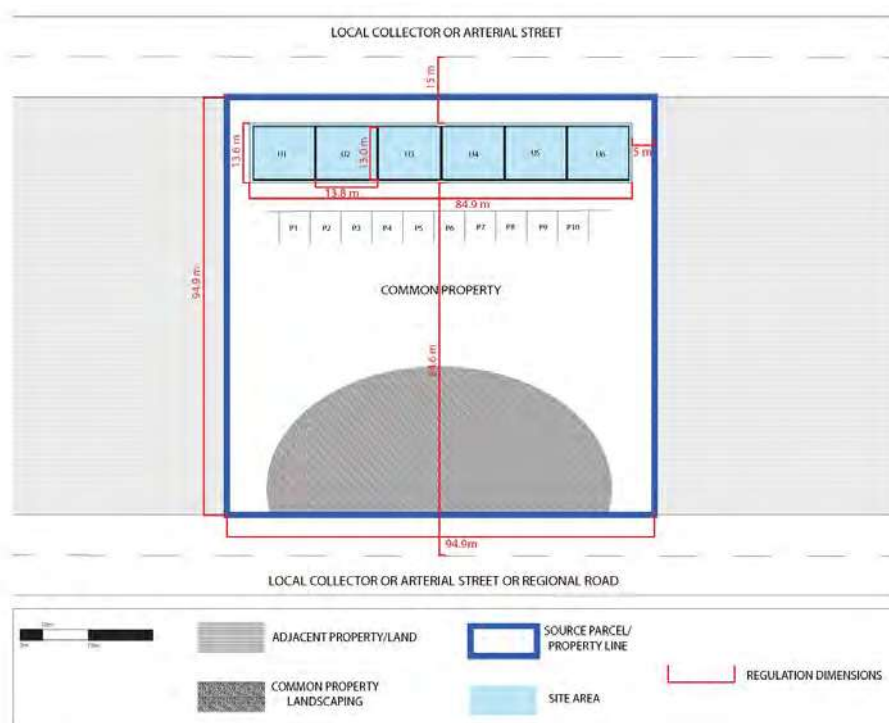 LOCAL COLLECTOR OR ARTERIAL STREET
15 m
13.6 m
U1
U2
13.0 m
U3
U4
U5
U6
5 m
13.8 m
84.9 m
P1 P2 P3 P4 P5 P6 P7 P8 P9 P10
94.9 m
COMMON PROPERTY
94.9m
LOCAL COLLECTOR OR ARTERIAL STREET OR REGIONAL ROAD
0m
ADJACENT PROPERTY/LAND
SOURCE PARCEL/
PROPERTY LINE
REGULATION DIMENSIONS
COMMON PROPERTY
LANDSCAPING
SITE AREA